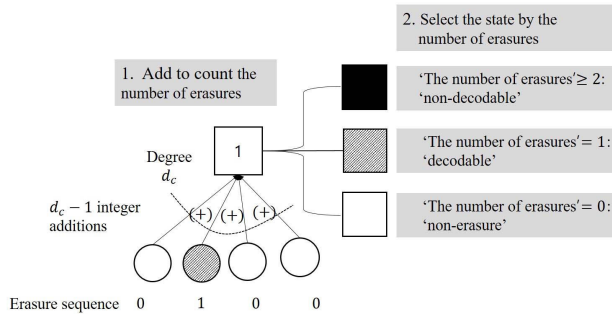 2. Select the state by the
number of erasures
1. Add to count the
number of erasures
'The number of erasures'≥ 2:
'non-decodable'
1
'The number of erasures'= 1:
'decodable'
Degree
d_c
(+) (+) (+)
d_c − 1 integer
additions
'The number of erasures'= 0:
'non-erasure'
Erasure sequence 0 1 0 0